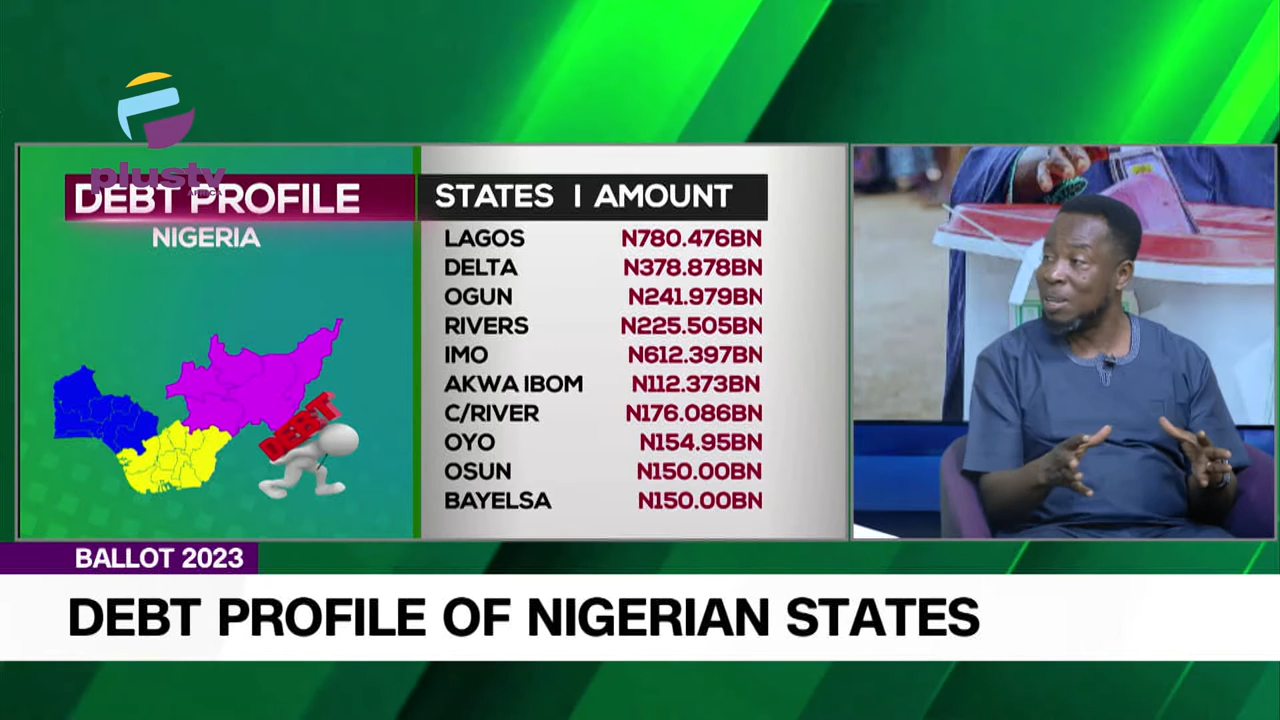 plustv
AFRICA
DEBT PROFILE
NIGERIA
DEBT
STATES | AMOUNT
LAGOS N780.476BN
DELTA N378.878BN
OGUN N241.979BN
RIVERS N225.505BN
IMO N612.397BN
AKWA IBOM N112.373BN
C/RIVER N176.086BN
OYO N154.95BN
OSUN N150.00BN
BAYELSA N150.00BN
BALLOT 2023
DEBT PROFILE OF NIGERIAN STATES